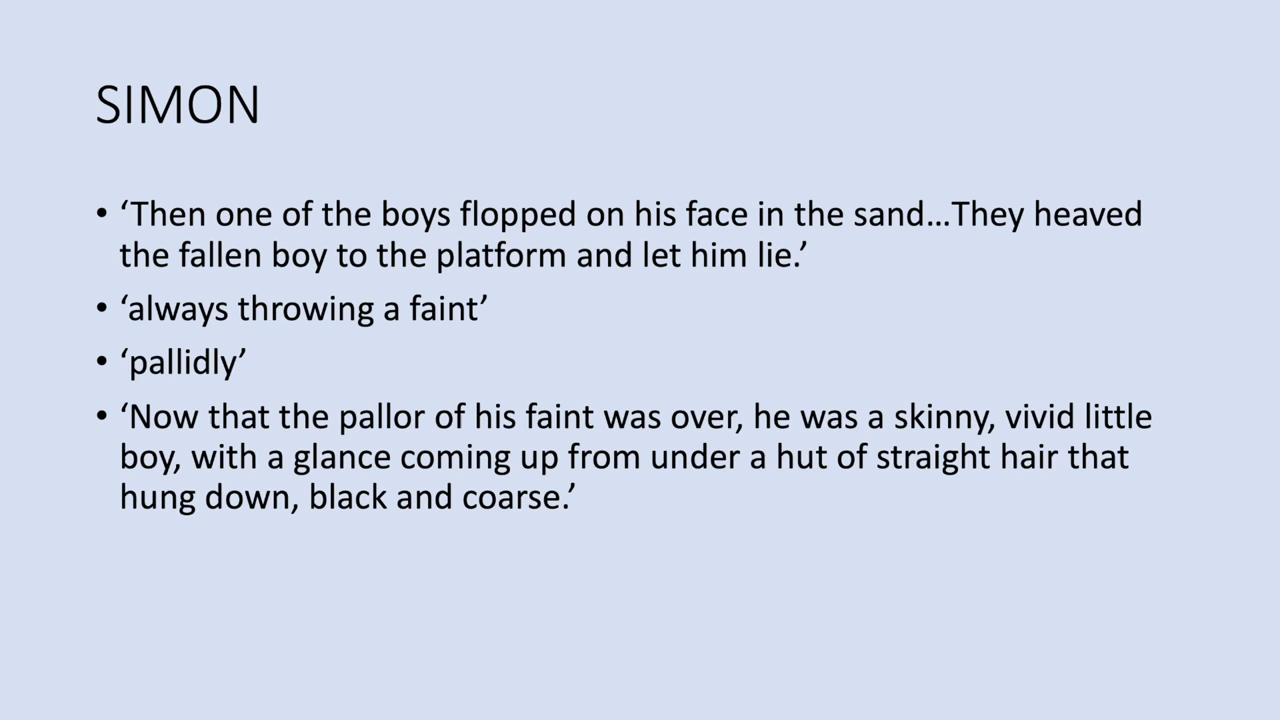 SIMON
• ‘Then one of the boys flopped on his face in the sand…They heaved
the fallen boy to the platform and let him lie.’
• ‘always throwing a faint’
• ‘pallidly’
• ‘Now that the pallor of his faint was over, he was a skinny, vivid little
boy, with a glance coming up from under a hut of straight hair that
hung down, black and coarse.’